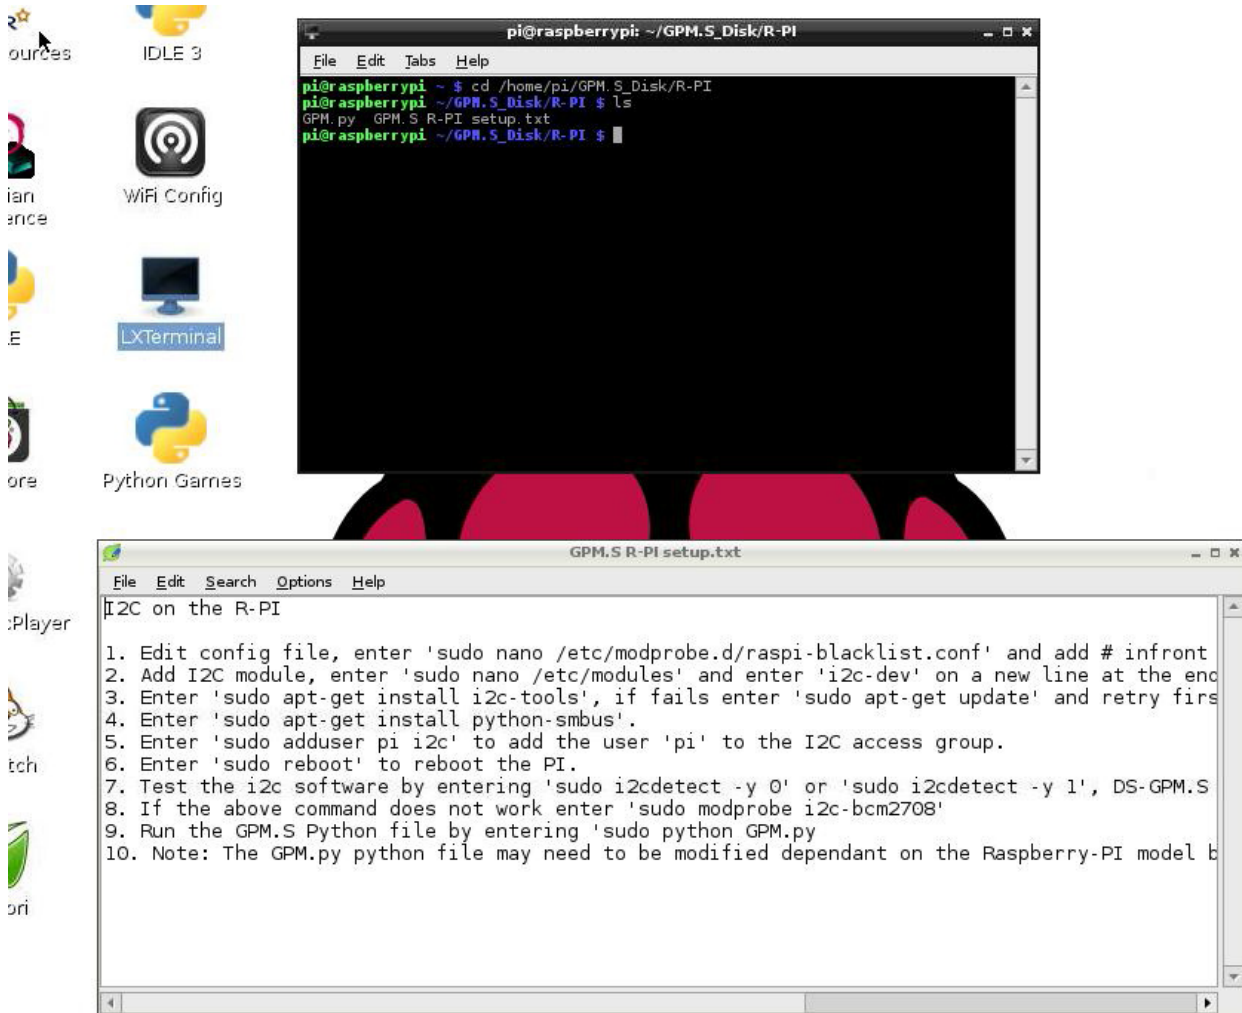 ources
IDLE 3
pi@raspberrypi: ~/GPM.S_Disk/R-PI
File Edit Tabs Help
pi@raspberrypi ~ $ cd /home/pi/GPM.S_Disk/R-PI
pi@raspberrypi ~/GPM.S_Disk/R-PI $ ls
GPM.py GPM.S R-PI setup.txt
pi@raspberrypi ~/GPM.S_Disk/R-PI $
ian
ence
WiFi Config
LXTerminal
ore
Python Games
GPM.S R-PI setup.txt
File Edit Search Options Help
I2C on the R-PI
1. Edit config file, enter 'sudo nano /etc/modprobe.d/raspi-blacklist.conf' and add # infront
2. Add I2C module, enter 'sudo nano /etc/modules' and enter 'i2c-dev' on a new line at the end
3. Enter 'sudo apt-get install i2c-tools', if fails enter 'sudo apt-get update' and retry firs
4. Enter 'sudo apt-get install python-smbus'.
5. Enter 'sudo adduser pi i2c' to add the user 'pi' to the I2C access group.
6. Enter 'sudo reboot' to reboot the PI.
7. Test the i2c software by entering 'sudo i2cdetect -y 0' or 'sudo i2cdetect -y 1', DS-GPM.S
8. If the above command does not work enter 'sudo modprobe i2c-bcm2708'
9. Run the GPM.S Python file by entering 'sudo python GPM.py
10. Note: The GPM.py python file may need to be modified dependant on the Raspberry-PI model b
cPlayer
tch
ori